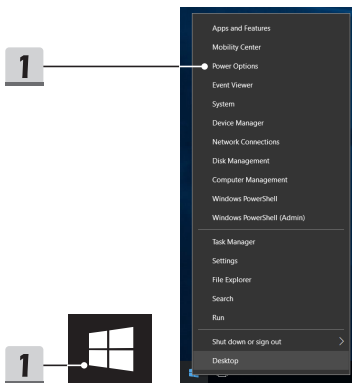 Apps and Features
Mobility Center
1
Power Options
Event Viewer
System
Device Manager
Network Connections
Disk Management
Computer Management
Windows PowerShell
Windows PowerShell (Admin)
Task Manager
Settings
File Explorer
Search
Run
Shut down or sign out
1
Desktop